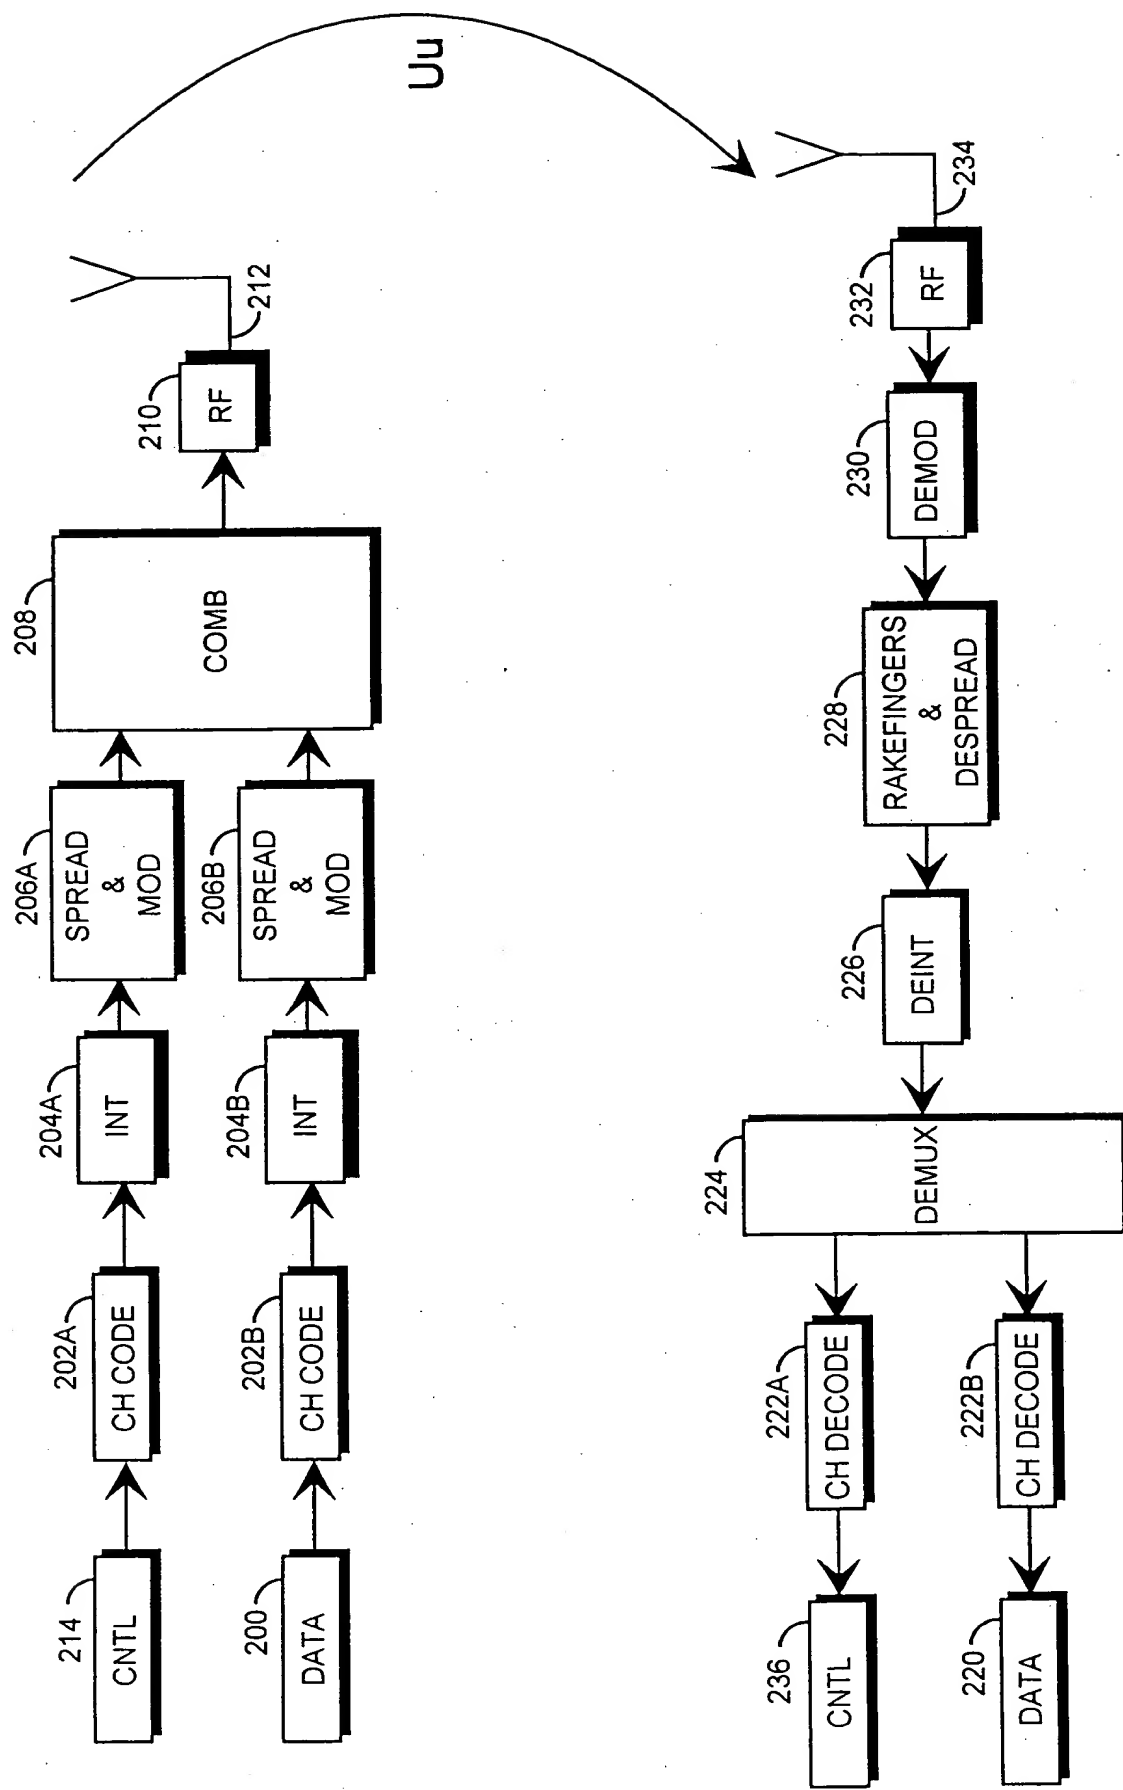 214
CNTL
202A
CH CODE
204A
INT
206A
SPREAD
&
MOD
208
COMB
210
RF
212
200
DATA
202B
CH CODE
204B
INT
206B
SPREAD
&
MOD
Uu
236
CNTL
222A
CH DECODE
224
DEMUX
226
DEINT
228
RAKEFINGERS
&
DESPREAD
230
DEMOD
232
RF
234
220
DATA
222B
CH DECODE